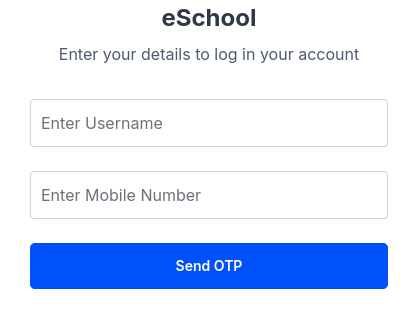 eSchool
Enter your details to log in your account
Enter Username
Enter Mobile Number
Send OTP